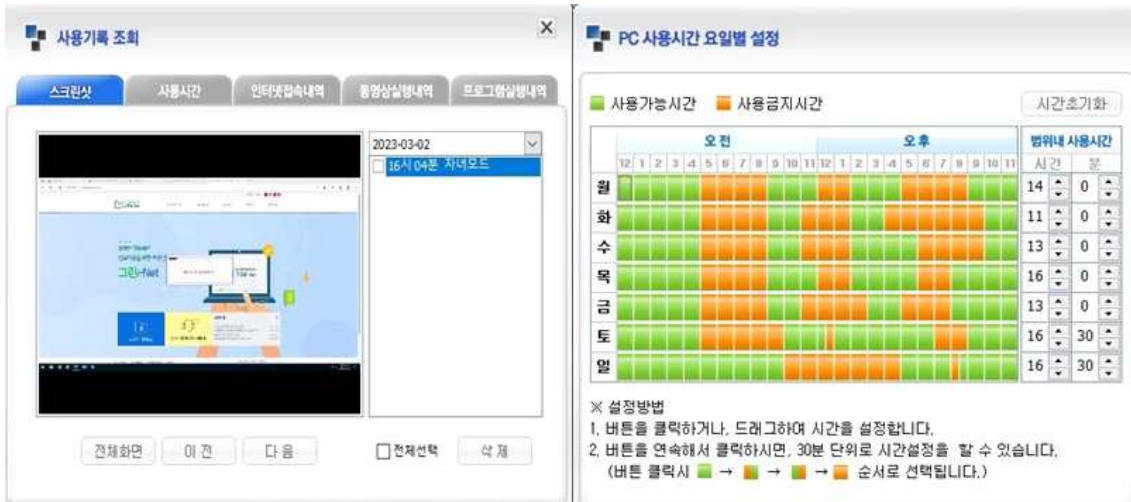 사용기록 조회
스크린샷 사용시간 인터넷접속내역 동영상실행내역 프로그램실행내역
2023-03-02
16시 04분 자녀모드
그린i-Net
전체화면 이 전 다 음 전체선택 삭 제
PC 사용시간 요일별 설정
사용가능시간 사용금지시간 시간초기화
오 전 오 후 범위내 사용시간
12 1 2 3 4 5 6 7 8 9 10 11 12 1 2 3 4 5 6 7 8 9 10 11 시간 분
월 14 0
화 11 0
수 13 0
목 16 0
금 13 0
토 16 30
일 16 30
※ 설정방법
1. 버튼을 클릭하거나, 드래그하여 시간을 설정합니다.
2. 버튼을 연속해서 클릭하시면, 30분 단위로 시간설정을 할 수 있습니다.
(버튼 클릭시 → → → 순서로 선택됩니다.)